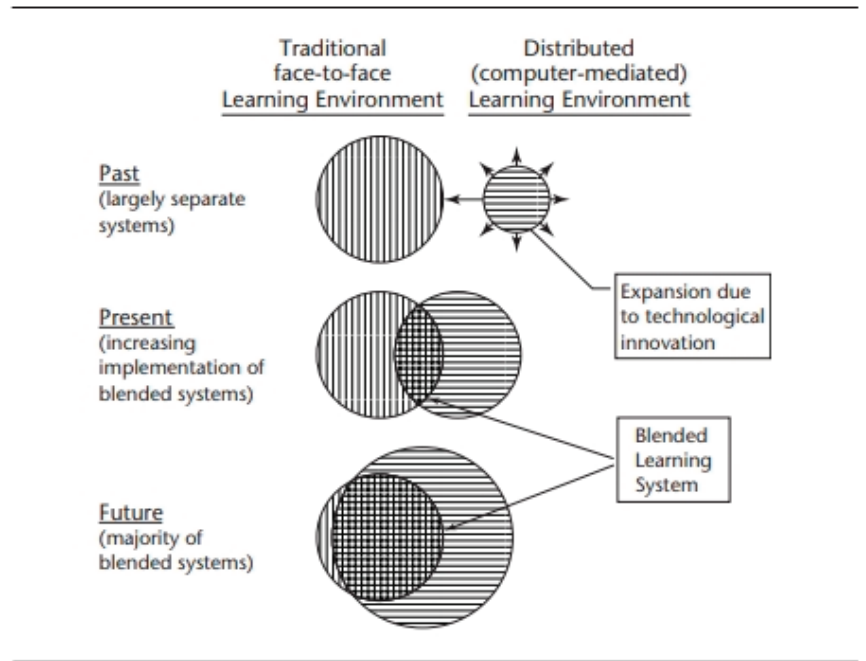 Traditional
face-to-face
Learning Environment
Distributed
(computer-mediated)
Learning Environment
Past
(largely separate
systems)
Expansion due
to technological
innovation
Present
(increasing
implementation of
blended systems)
Blended
Learning
System
Future
(majority of
blended systems)